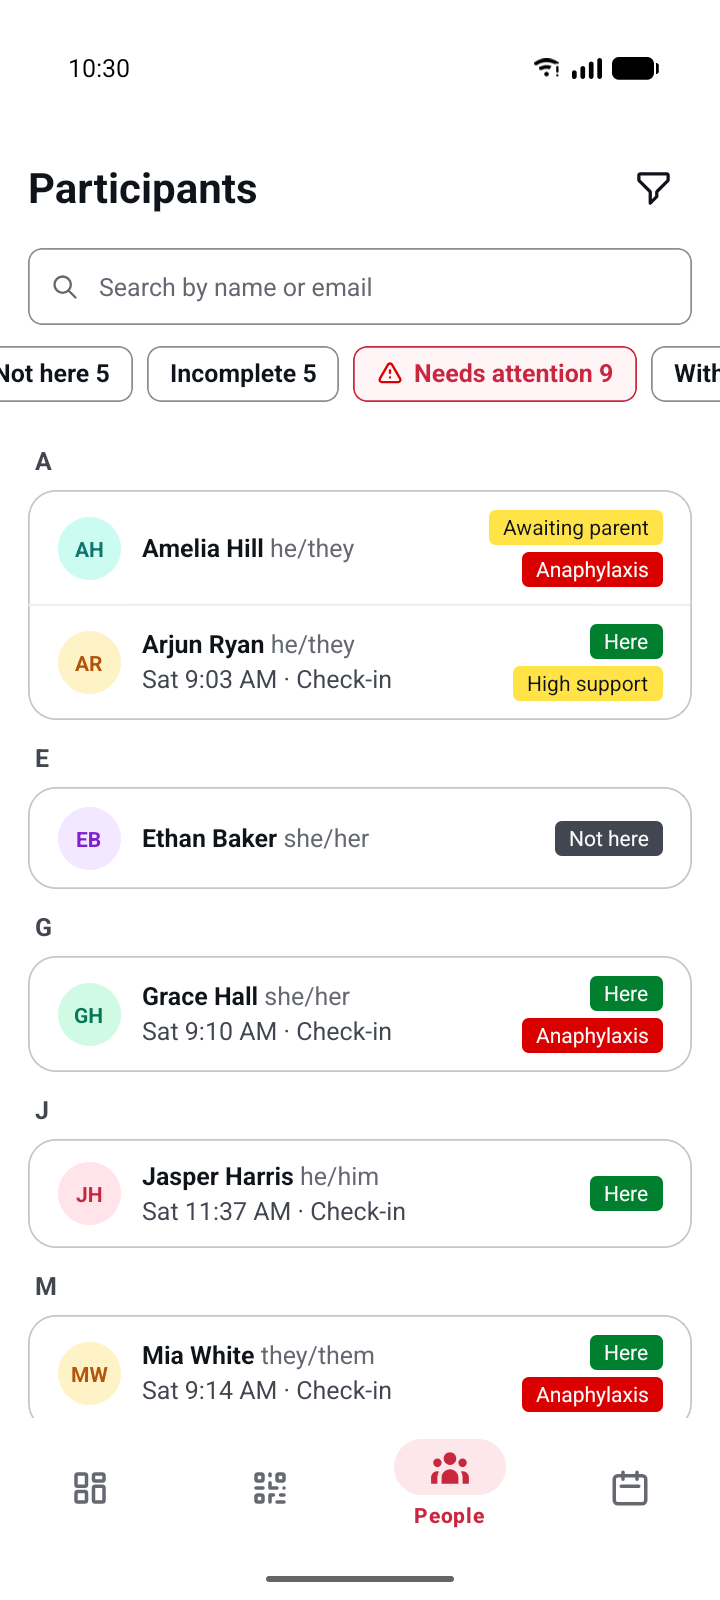 10:30
Participants
Search by name or email
Not here 5
Incomplete 5
Needs attention 9
With
A
AH
Amelia Hill he/they
Awaiting parent
Anaphylaxis
AR
Arjun Ryan he/they
Sat 9:03 AM · Check-in
Here
High support
E
EB
Ethan Baker she/her
Not here
G
GH
Grace Hall she/her
Sat 9:10 AM · Check-in
Here
Anaphylaxis
J
JH
Jasper Harris he/him
Sat 11:37 AM · Check-in
Here
M
MW
Mia White they/them
Sat 9:14 AM · Check-in
Here
Anaphylaxis
People